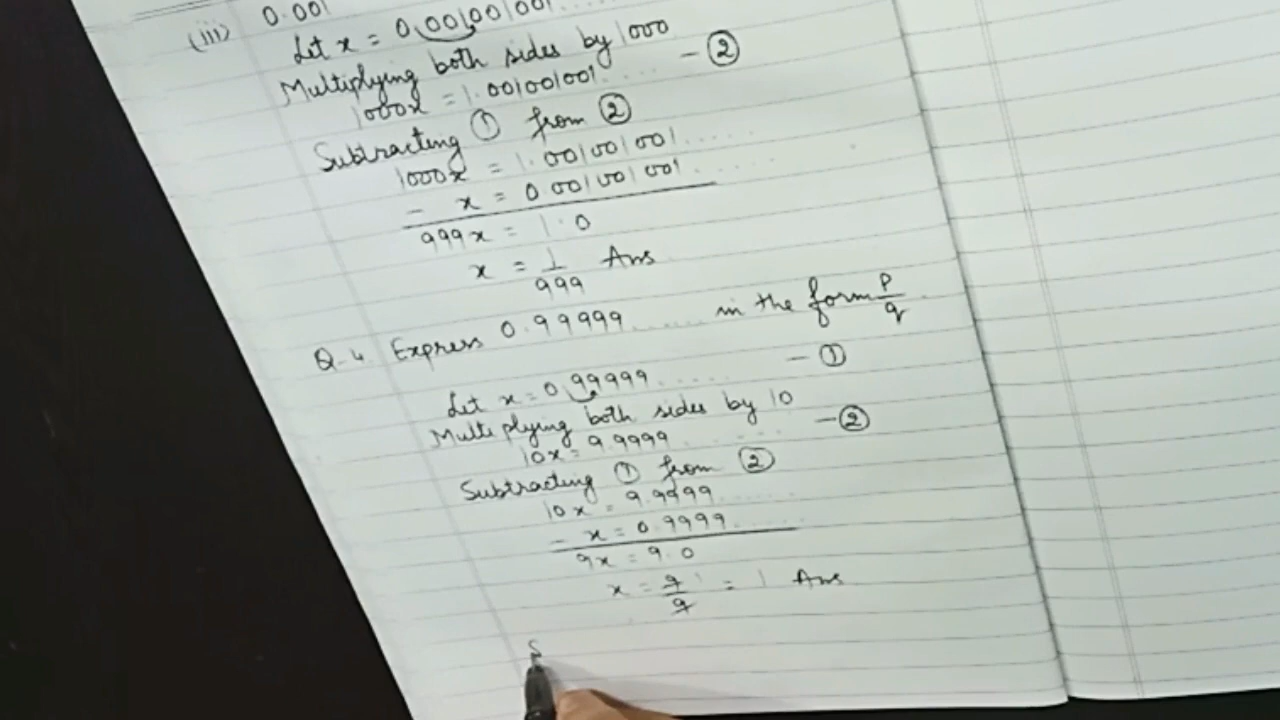 (iii) 0.001
Let x = 0.001001001.....
Multiplying both sides by 1000
1000x = 1.001001001..... - ②
Subtracting ① from ②
1000x = 1.001001001.....
- x = 0.001001001.....
999x = 1.0
x = 1/999 Ans
Q.4 Express 0.99999...... in the form p/q
Let x = 0.99999..... - ①
Multiplying both sides by 10
10x = 9.9999..... - ②
Subtracting ① from ②
10x = 9.9999.....
- x = 0.9999.....
9x = 9.0
x = 9/9 1 = 1 Ans
S